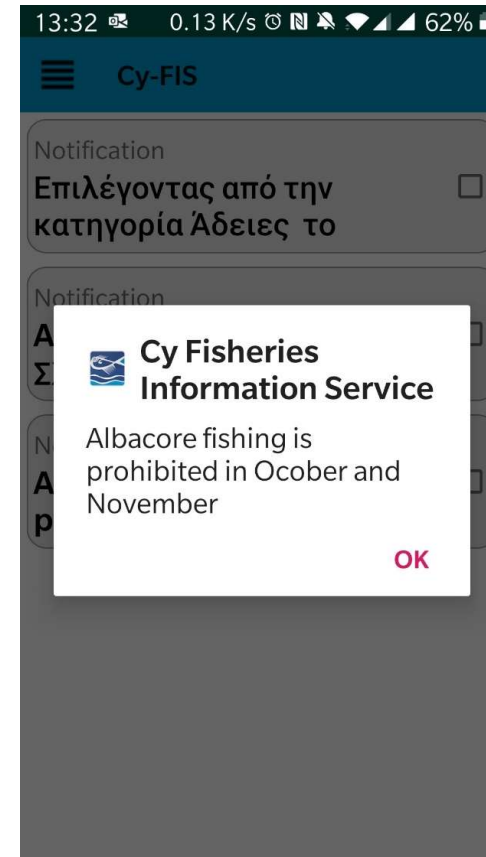 13:32 0.13 K/s 62%
Cy-FIS
Notification
Επιλέγοντας από την
κατηγορία Άδειες το
Notification
Α
Cy Fisheries
Information Service
Albacore fishing is
prohibited in Ocober and
November
OK